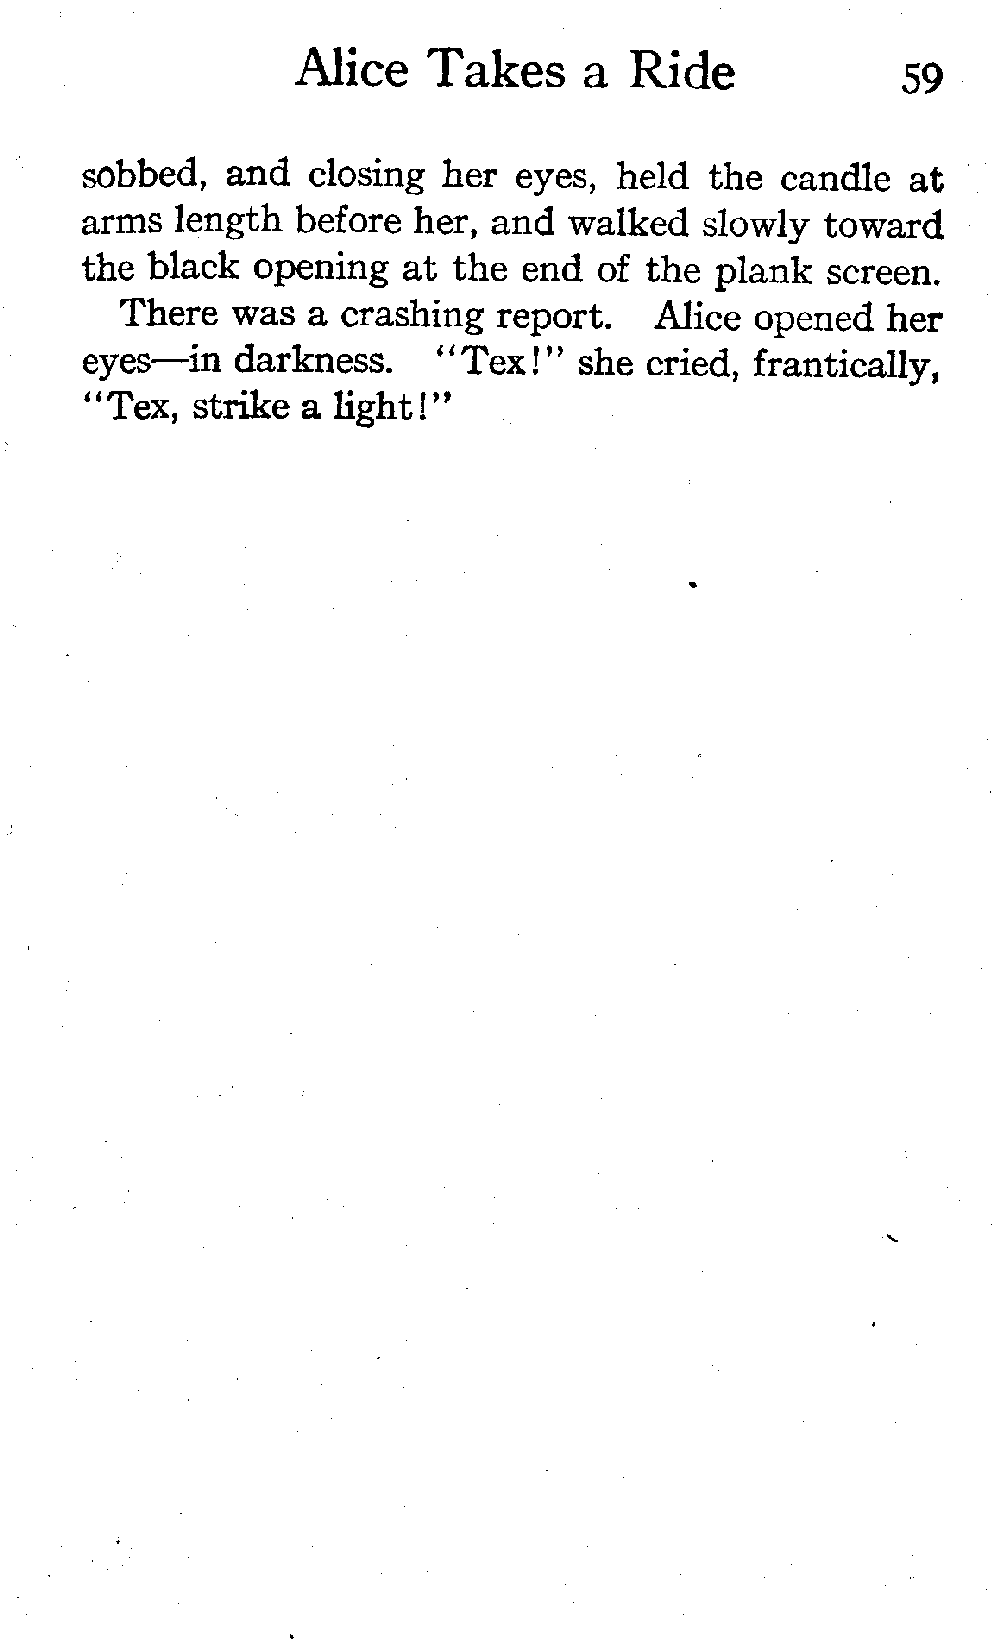 Alice Takes a Ride 59
sobbed, and closing her eyes, held the candle at
arms length before her, and walked slowly toward
the black opening at the end of the plank screen.
There was a crashing report. Alice opened her
eyes—in darkness. "Tex!" she cried, frantically,
"Tex, strike a light!"